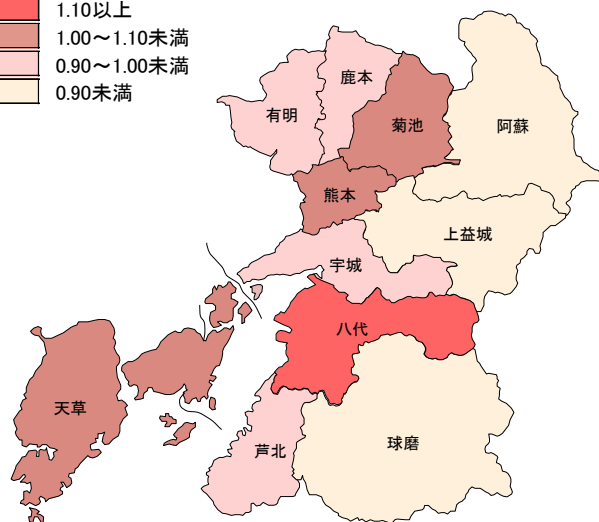 1.10以上
1.00～1.10未満
0.90～1.00未満
0.90未満
鹿本
有明
菊池
阿蘇
熊本
上益城
宇城
八代
天草
球磨
芦北